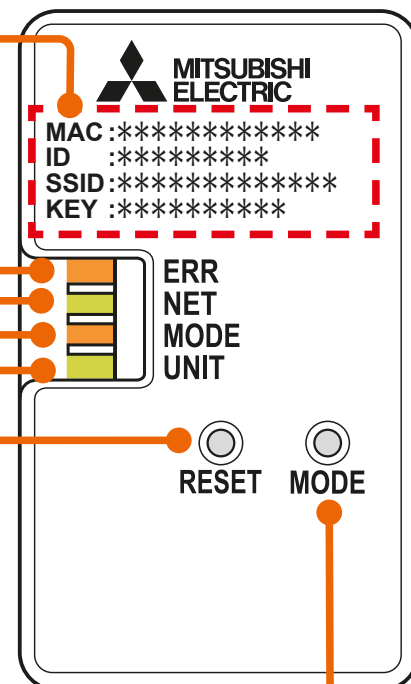 MITSUBISHI
ELECTRIC
MAC :************
ID :*********
SSID:*************
KEY :**********
ERR
NET
MODE
UNIT
RESET MODE